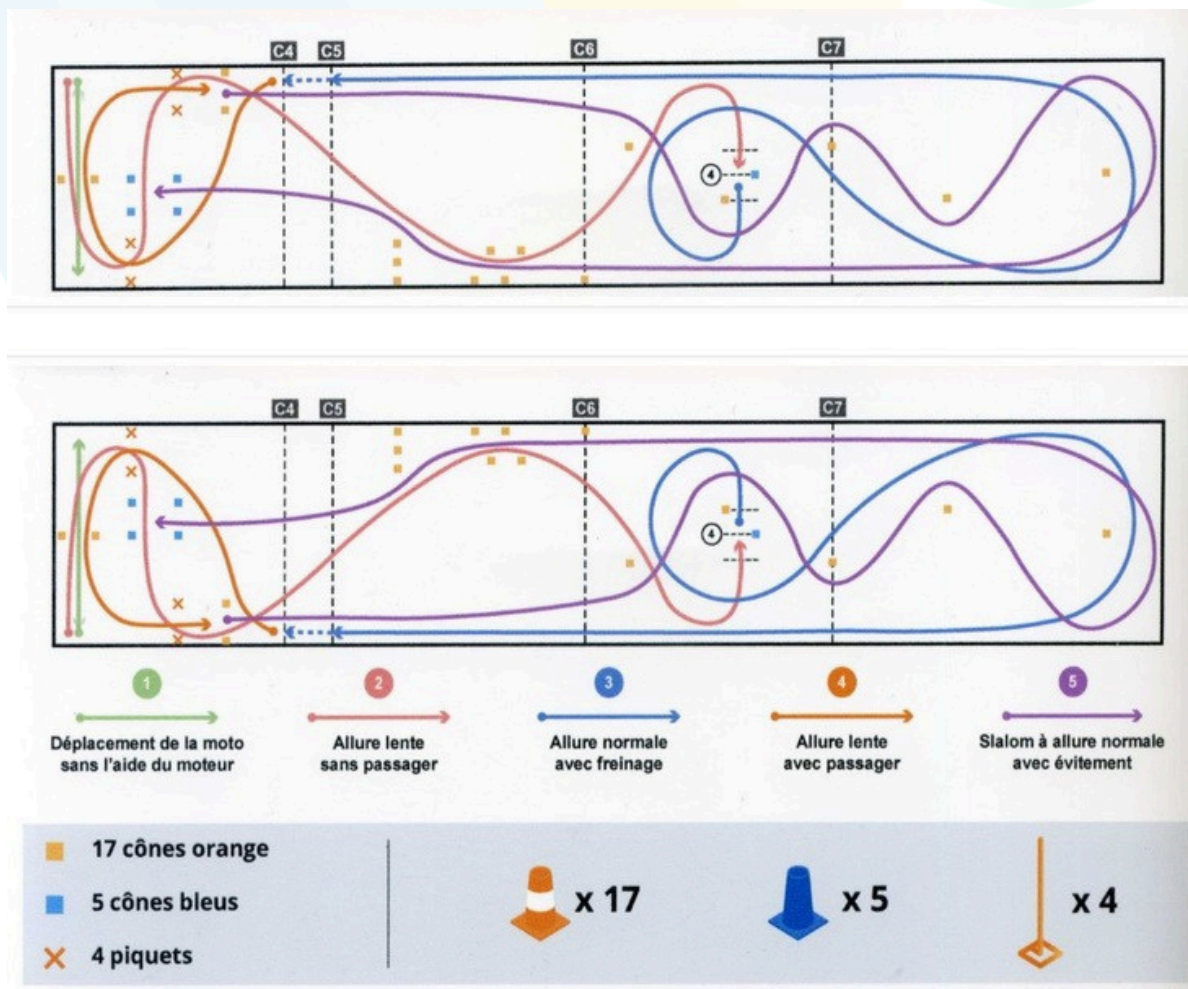 C4 C5 C6 C7
4
C4 C5 C6 C7
4
1 2 3 4 5
Déplacement de la moto
sans l'aide du moteur
Allure lente
sans passager
Allure normale
avec freinage
Allure lente
avec passager
Slalom à allure normale
avec évitement
17 cônes orange
5 cônes bleus
4 piquets
x 17
x 5
x 4